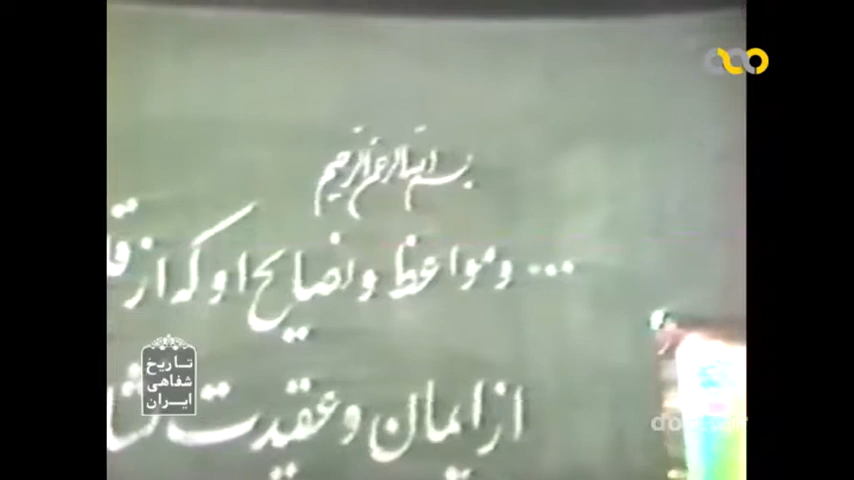 بسم الله الرحمن الرحیم
... و مواعظ و نصایح او که از
از ایمان و عقیدت
تاریخ
شفاهی
ایران